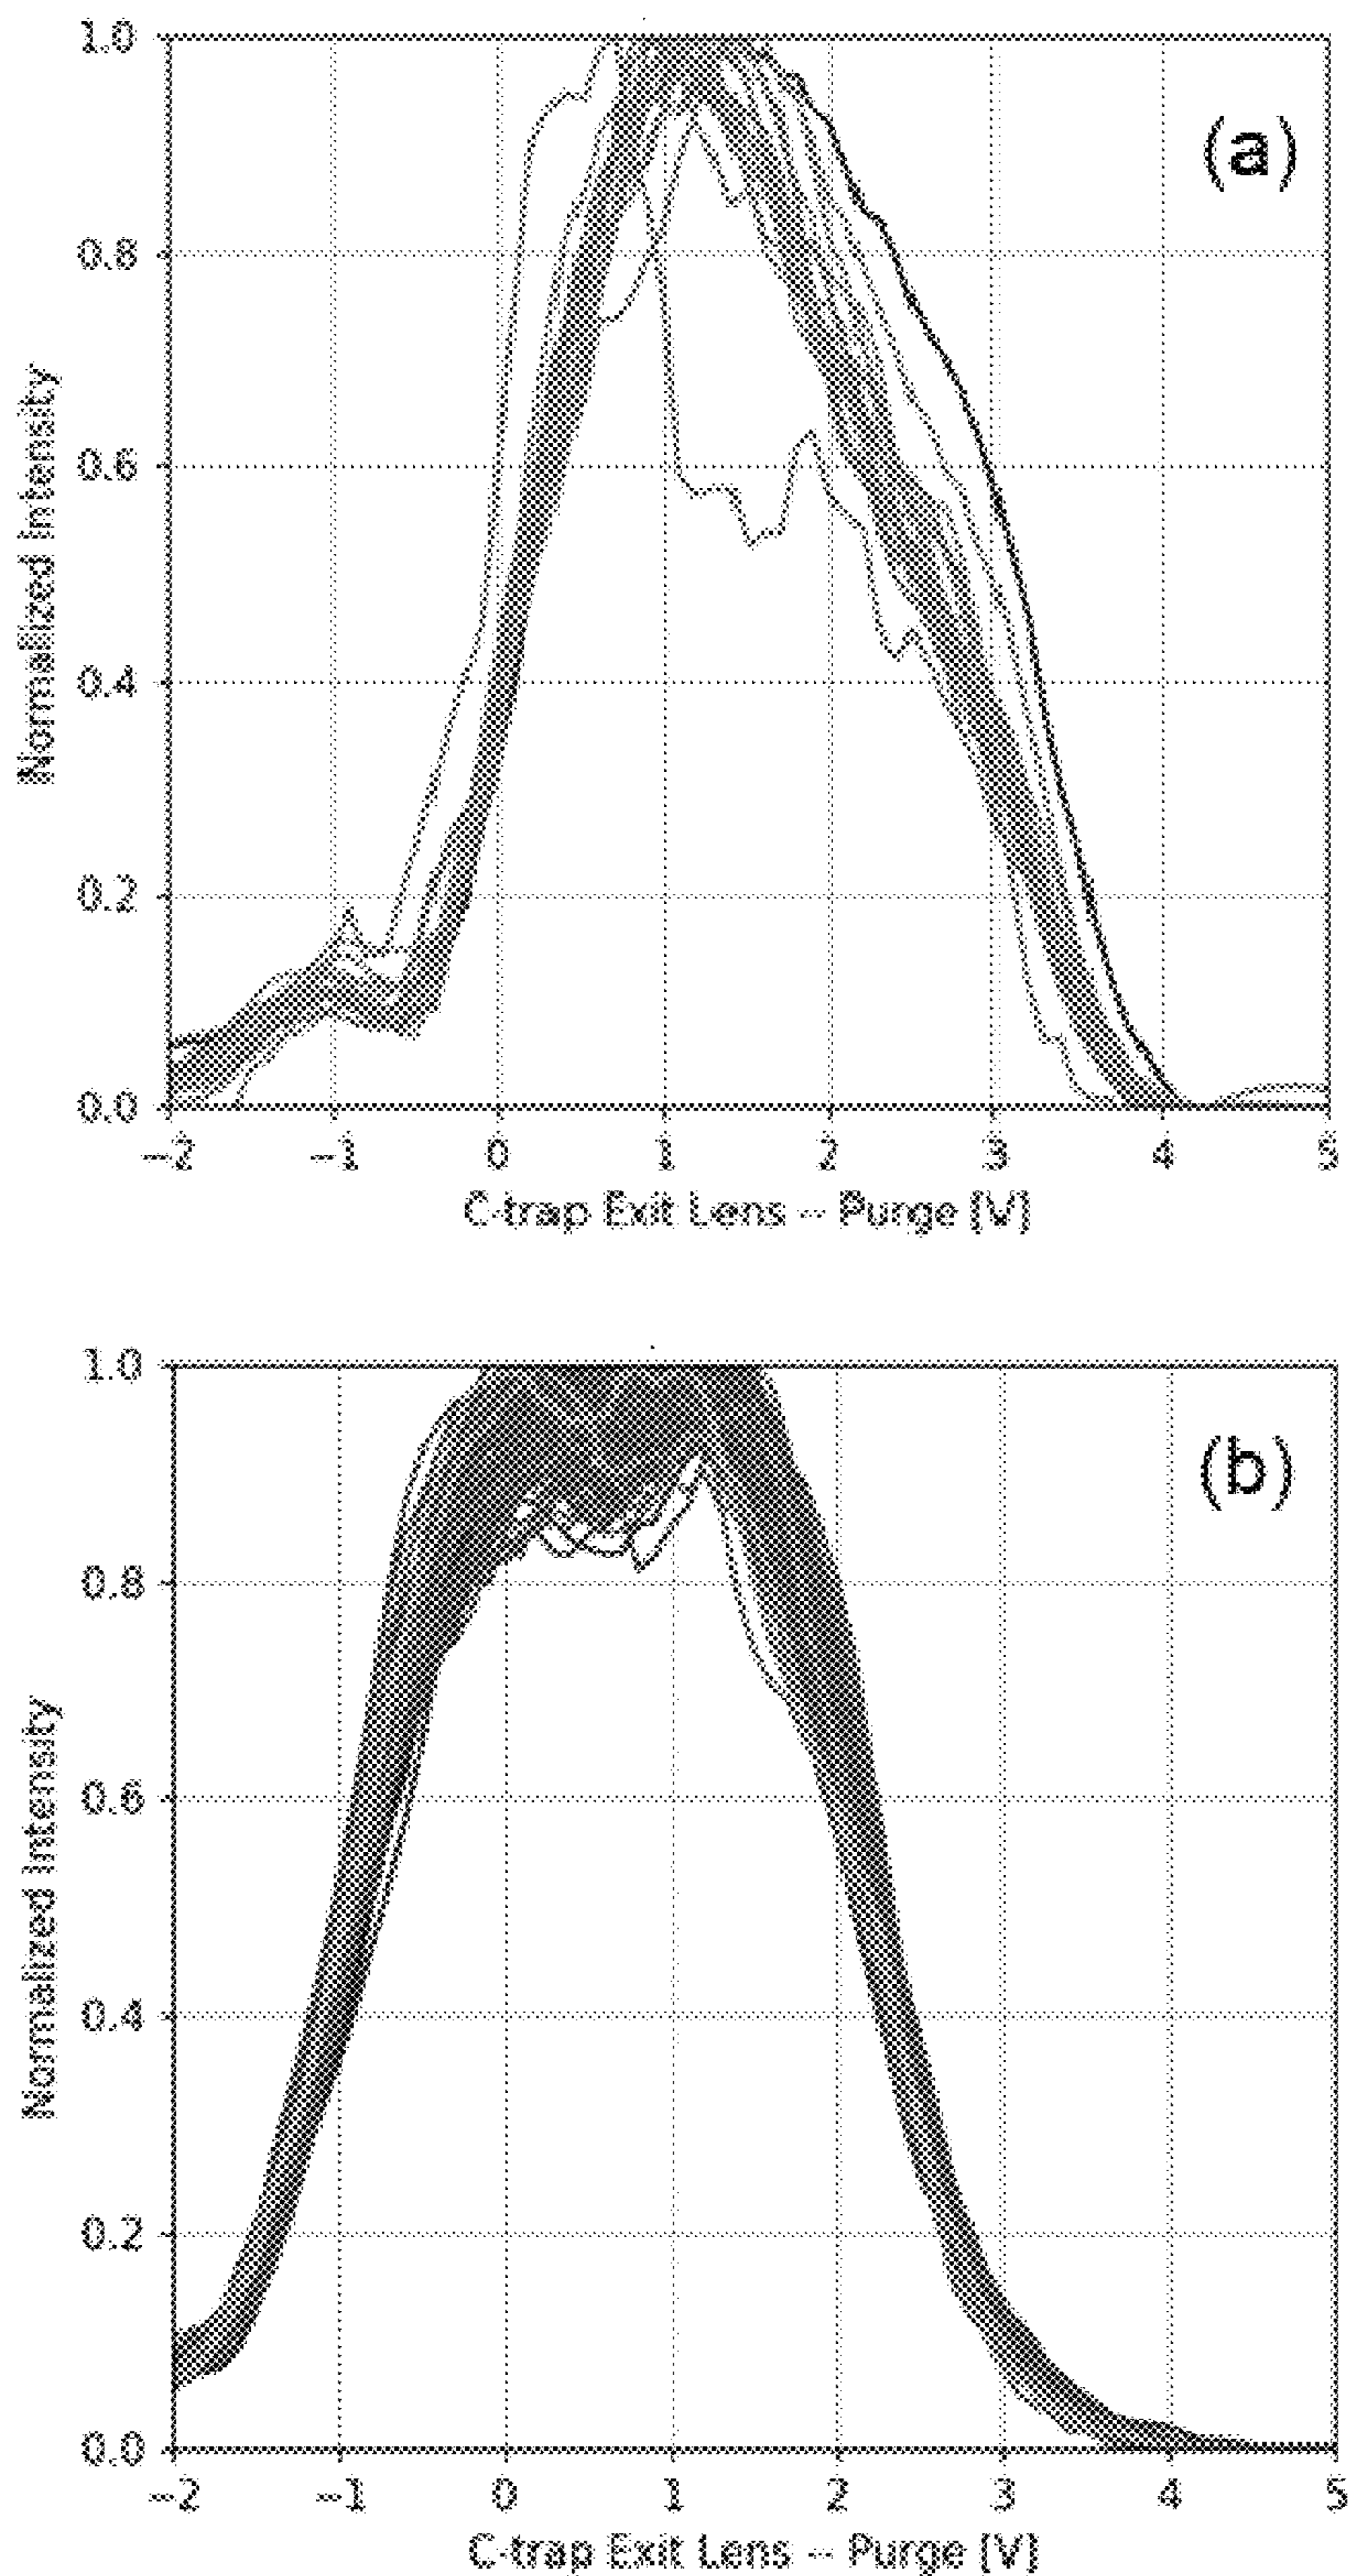 1.0
(a)
0.8
0.6
0.4
0.2
0.0
Normalized Intensity
−2 −1 0 1 2 3 4 5
C-trap Exit Lens -- Purge [V]
1.0
(b)
0.8
0.6
0.4
0.2
0.0
Normalized Intensity
−2 −1 0 1 2 3 4 5
C-trap Exit Lens -- Purge [V]